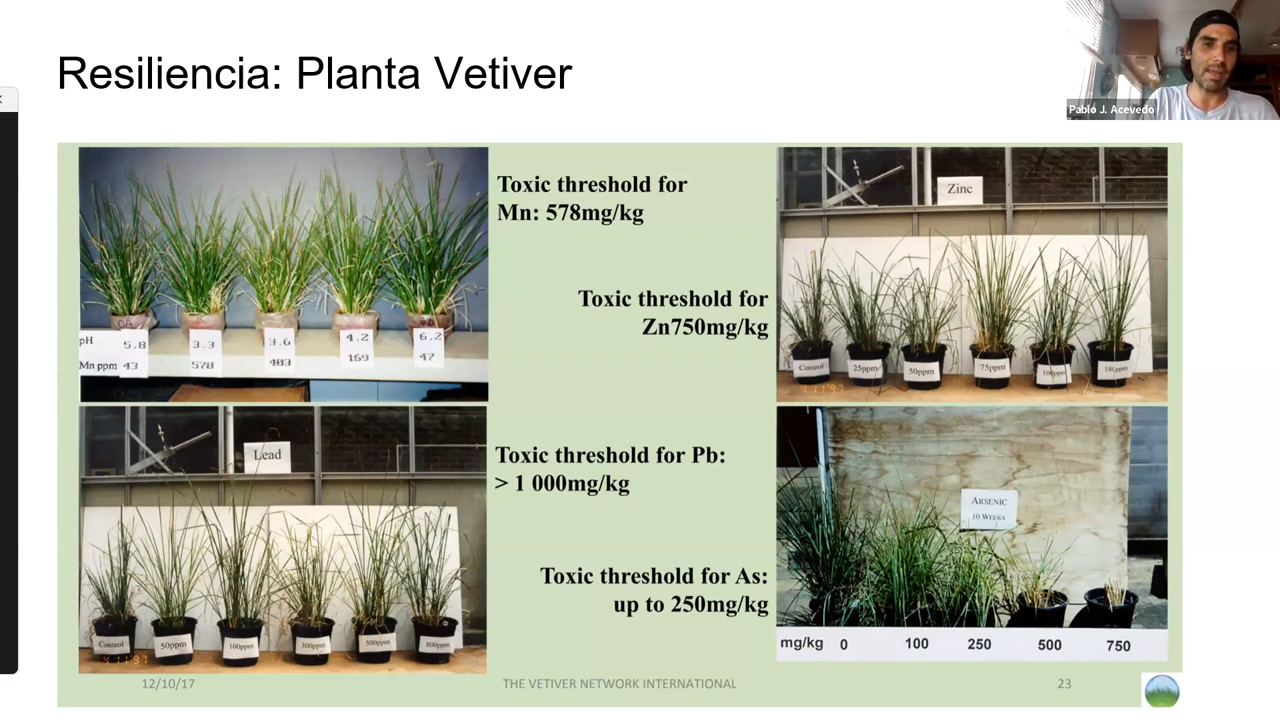 Resiliencia: Planta Vetiver
Pablo J. Acevedo
pH 5.8 3.3 3.6 4.2 6.2
Mn ppm 43 578 403 169 47
Toxic threshold for
Mn: 578mg/kg
Zinc
Control 25ppm 50ppm 75ppm
Toxic threshold for
Zn750mg/kg
Lead
Control 50ppm 100ppm 300ppm 500ppm 800ppm
Toxic threshold for Pb:
> 1 000mg/kg
ARSENIC
10 WEEKS
Toxic threshold for As:
up to 250mg/kg
mg/kg 0 100 250 500 750
12/10/17
THE VETIVER NETWORK INTERNATIONAL
23